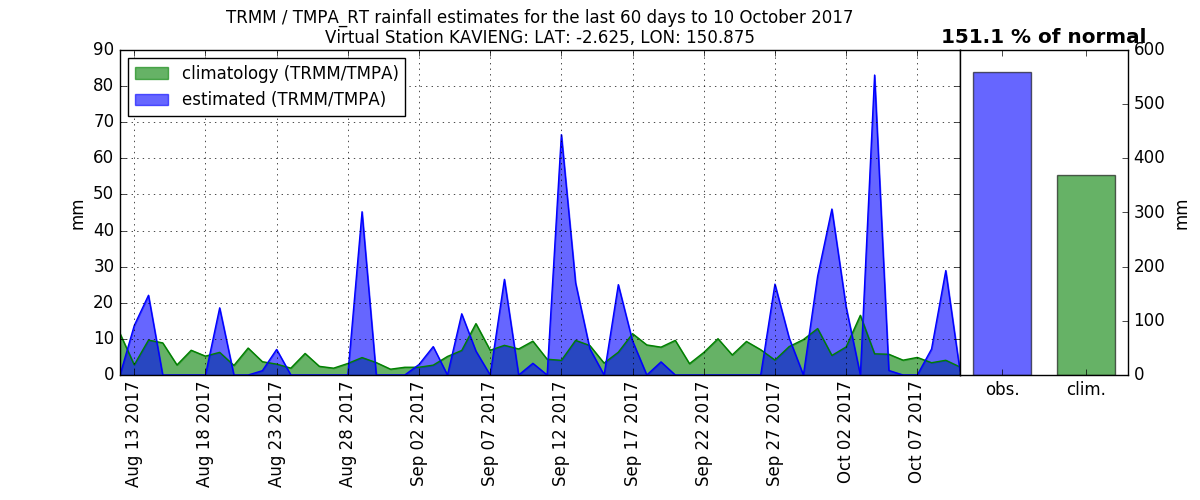 TRMM / TMPA_RT rainfall estimates for the last 60 days to 10 October 2017
Virtual Station KAVIENG: LAT: -2.625, LON: 150.875
151.1 % of normal
climatology (TRMM/TMPA)
estimated (TRMM/TMPA)
mm
90
80
70
60
50
40
30
20
10
0
Aug 13 2017
Aug 18 2017
Aug 23 2017
Aug 28 2017
Sep 02 2017
Sep 07 2017
Sep 12 2017
Sep 17 2017
Sep 22 2017
Sep 27 2017
Oct 02 2017
Oct 07 2017
obs.
clim.
600
500
400
300
200
100
0
mm